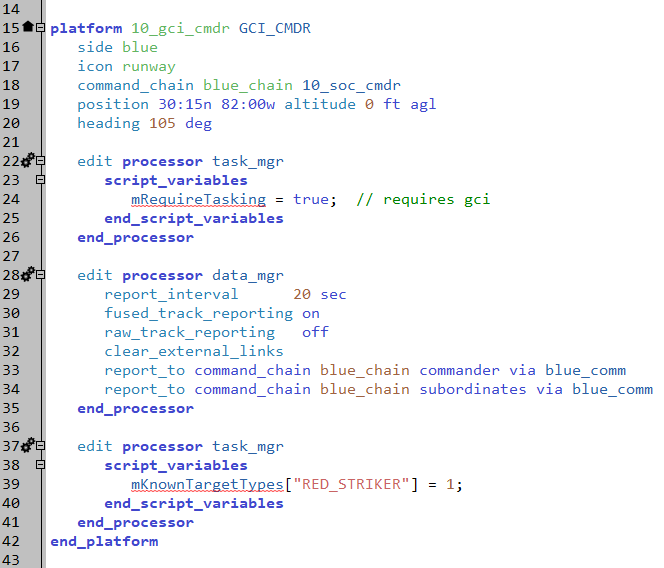 14
15 platform 10_gci_cmdr GCI_CMDR
16 side blue
17 icon runway
18 command_chain blue_chain 10_soc_cmdr
19 position 30:15n 82:00w altitude 0 ft agl
20 heading 105 deg
21
22 edit processor task_mgr
23 script_variables
24 mRequireTasking = true;  // requires gci
25 end_script_variables
26 end_processor
27
28 edit processor data_mgr
29 report_interval      20 sec
30 fused_track_reporting on
31 raw_track_reporting   off
32 clear_external_links
33 report_to command_chain blue_chain commander via blue_comm
34 report_to command_chain blue_chain subordinates via blue_comm
35 end_processor
36
37 edit processor task_mgr
38 script_variables
39 mKnownTargetTypes["RED_STRIKER"] = 1;
40 end_script_variables
41 end_processor
42 end_platform
43